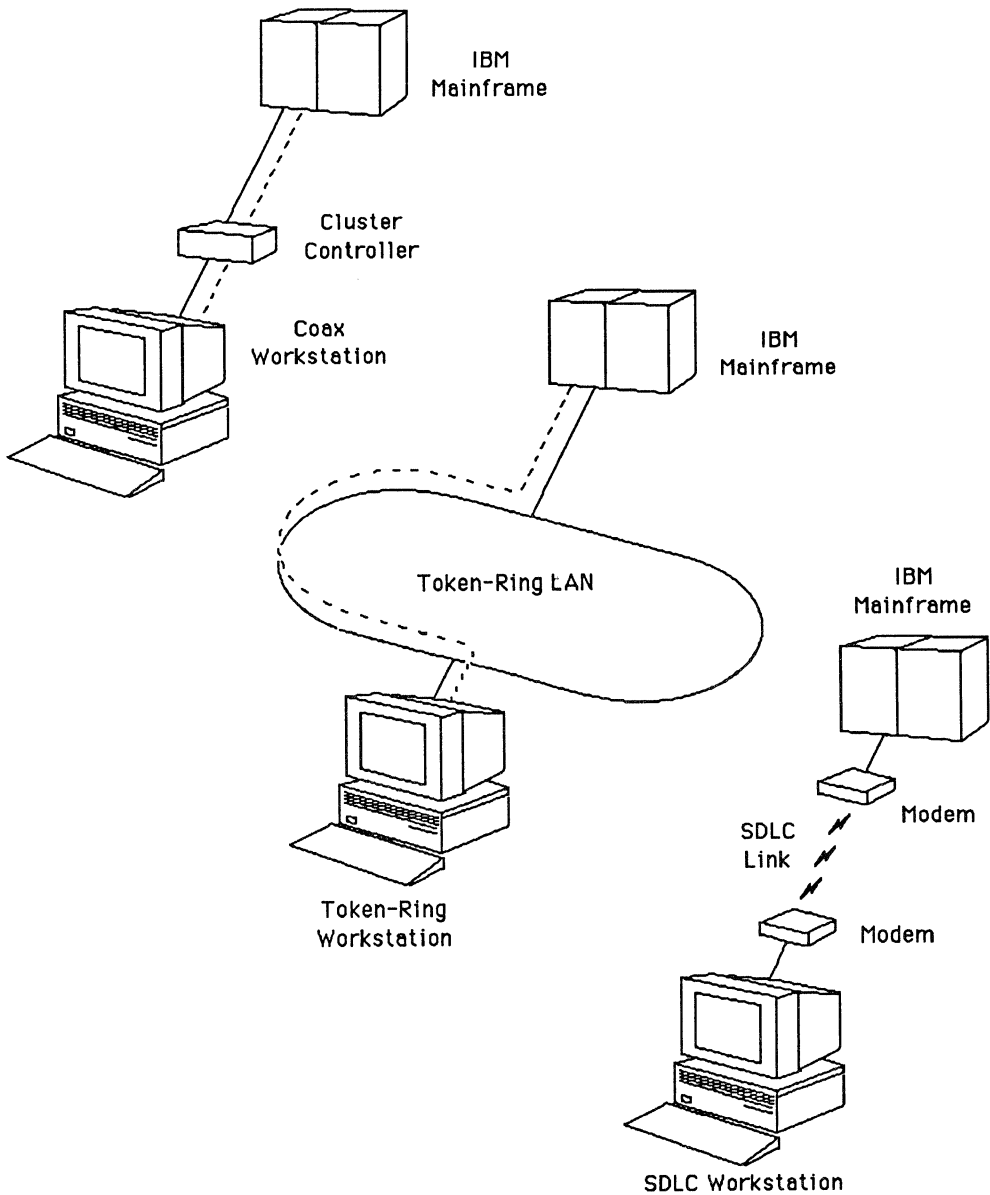 IBM
Mainframe
Cluster
Controller
Coax
Workstation
IBM
Mainframe
Token-Ring LAN
Token-Ring
Workstation
IBM
Mainframe
Modem
SDLC
Link
Modem
SDLC Workstation